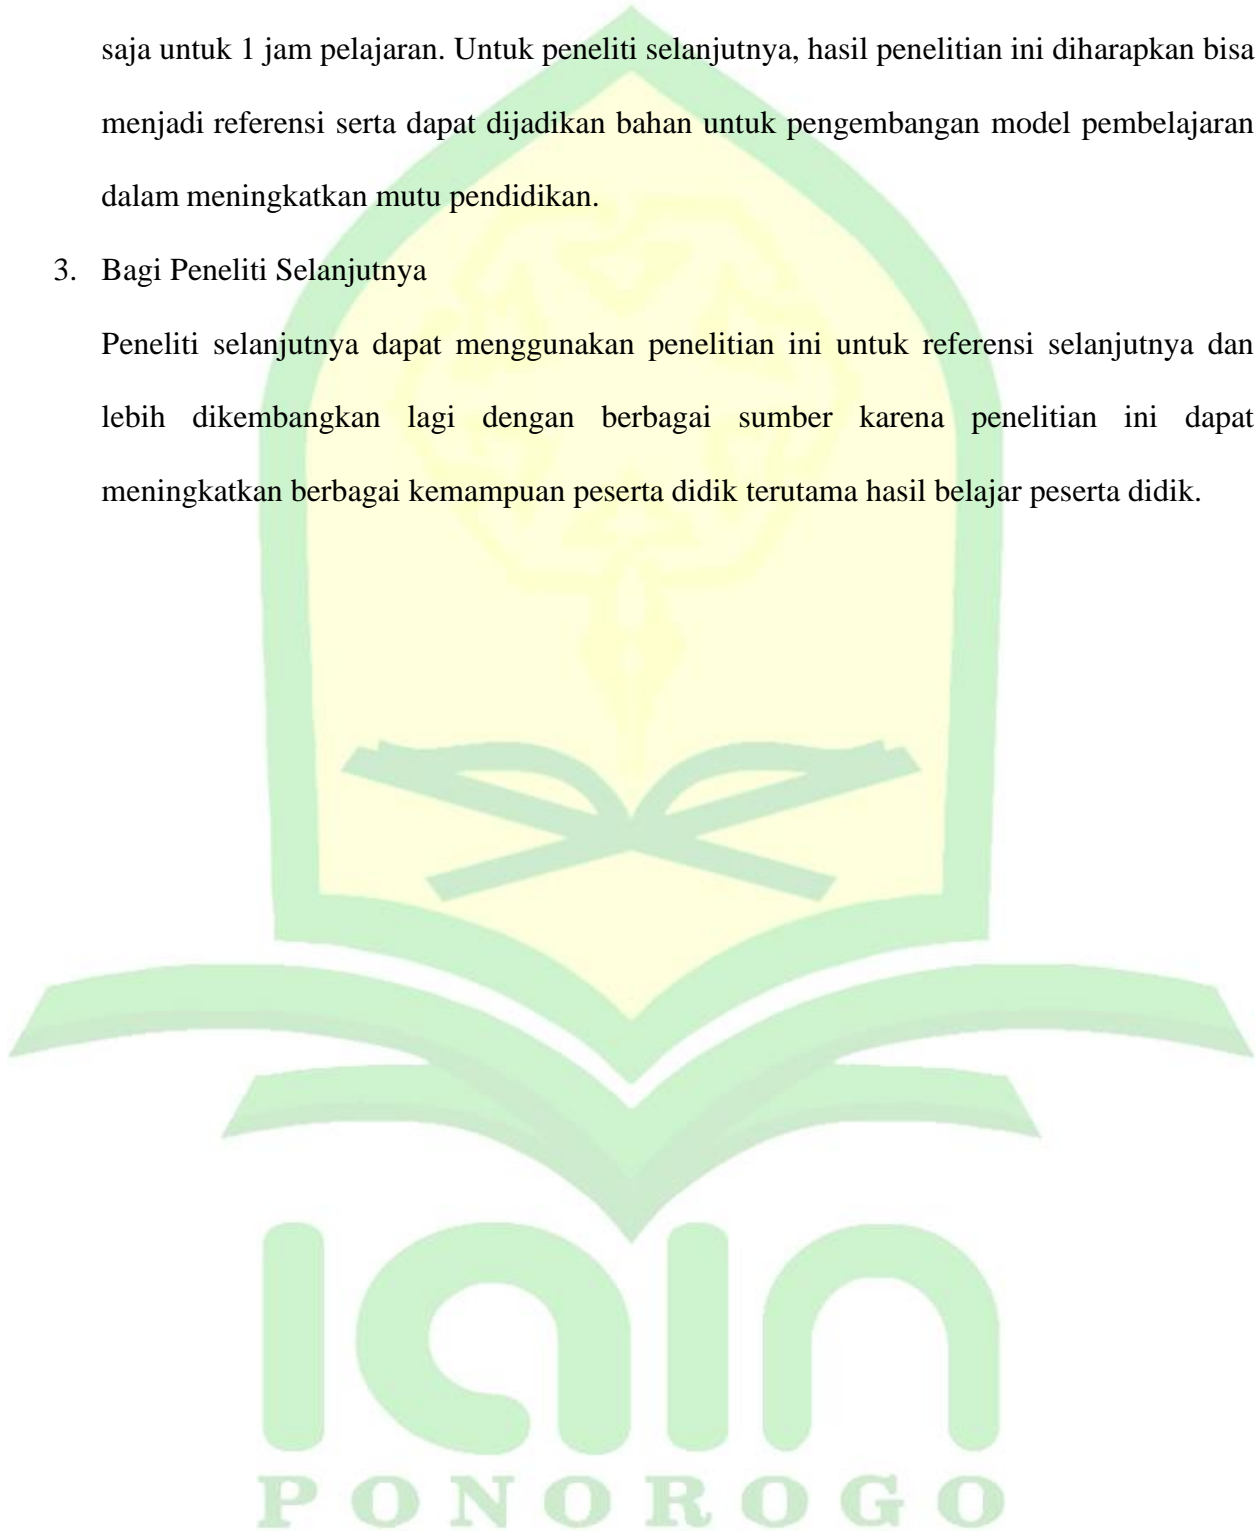 saja untuk 1 jam pelajaran. Untuk peneliti selanjutnya, hasil penelitian ini diharapkan bisa
menjadi referensi serta dapat dijadikan bahan untuk pengembangan model pembelajaran
dalam meningkatkan mutu pendidikan.
3. Bagi Peneliti Selanjutnya
Peneliti selanjutnya dapat menggunakan penelitian ini untuk referensi selanjutnya dan
lebih dikembangkan lagi dengan berbagai sumber karena penelitian ini dapat
meningkatkan berbagai kemampuan peserta didik terutama hasil belajar peserta didik.
iain
PONOROGO